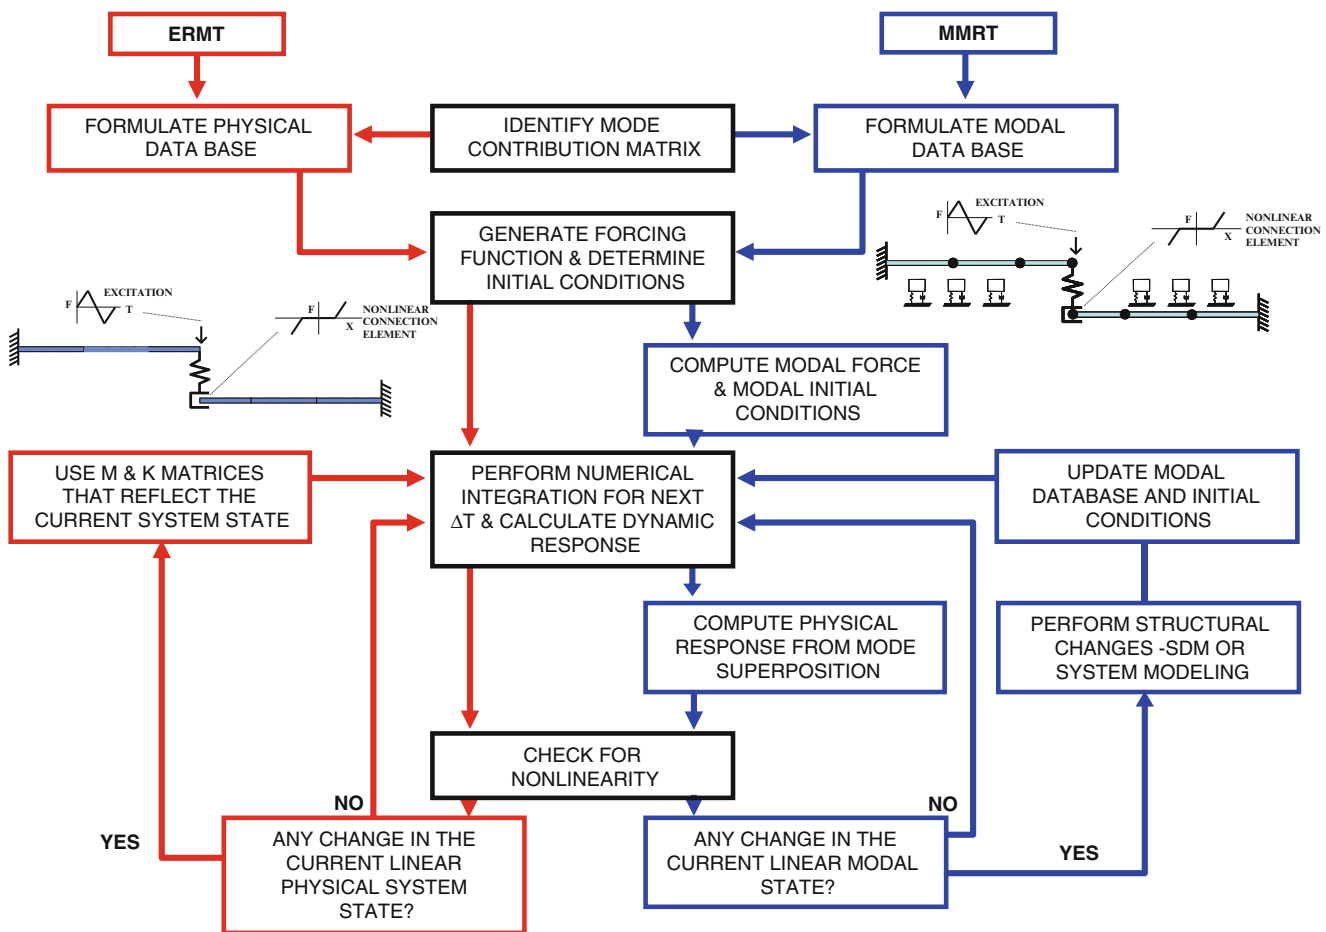 ERMT
MMRT
FORMULATE PHYSICAL
DATA BASE
IDENTIFY MODE
CONTRIBUTION MATRIX
FORMULATE MODAL
DATA BASE
GENERATE FORCING
FUNCTION & DETERMINE
INITIAL CONDITIONS
EXCITATION
F
T
F
X
NONLINEAR
CONNECTION
ELEMENT
EXCITATION
F
T
F
X
NONLINEAR
CONNECTION
ELEMENT
COMPUTE MODAL FORCE
& MODAL INITIAL
CONDITIONS
USE M & K MATRICES
THAT REFLECT THE
CURRENT SYSTEM STATE
PERFORM NUMERICAL
INTEGRATION FOR NEXT
ΔT & CALCULATE DYNAMIC
RESPONSE
UPDATE MODAL
DATABASE AND INITIAL
CONDITIONS
COMPUTE PHYSICAL
RESPONSE FROM MODE
SUPERPOSITION
PERFORM STRUCTURAL
CHANGES -SDM OR
SYSTEM MODELING
CHECK FOR
NONLINEARITY
NO
NO
YES
YES
ANY CHANGE IN THE
CURRENT LINEAR
PHYSICAL SYSTEM
STATE?
ANY CHANGE IN THE
CURRENT LINEAR MODAL
STATE?